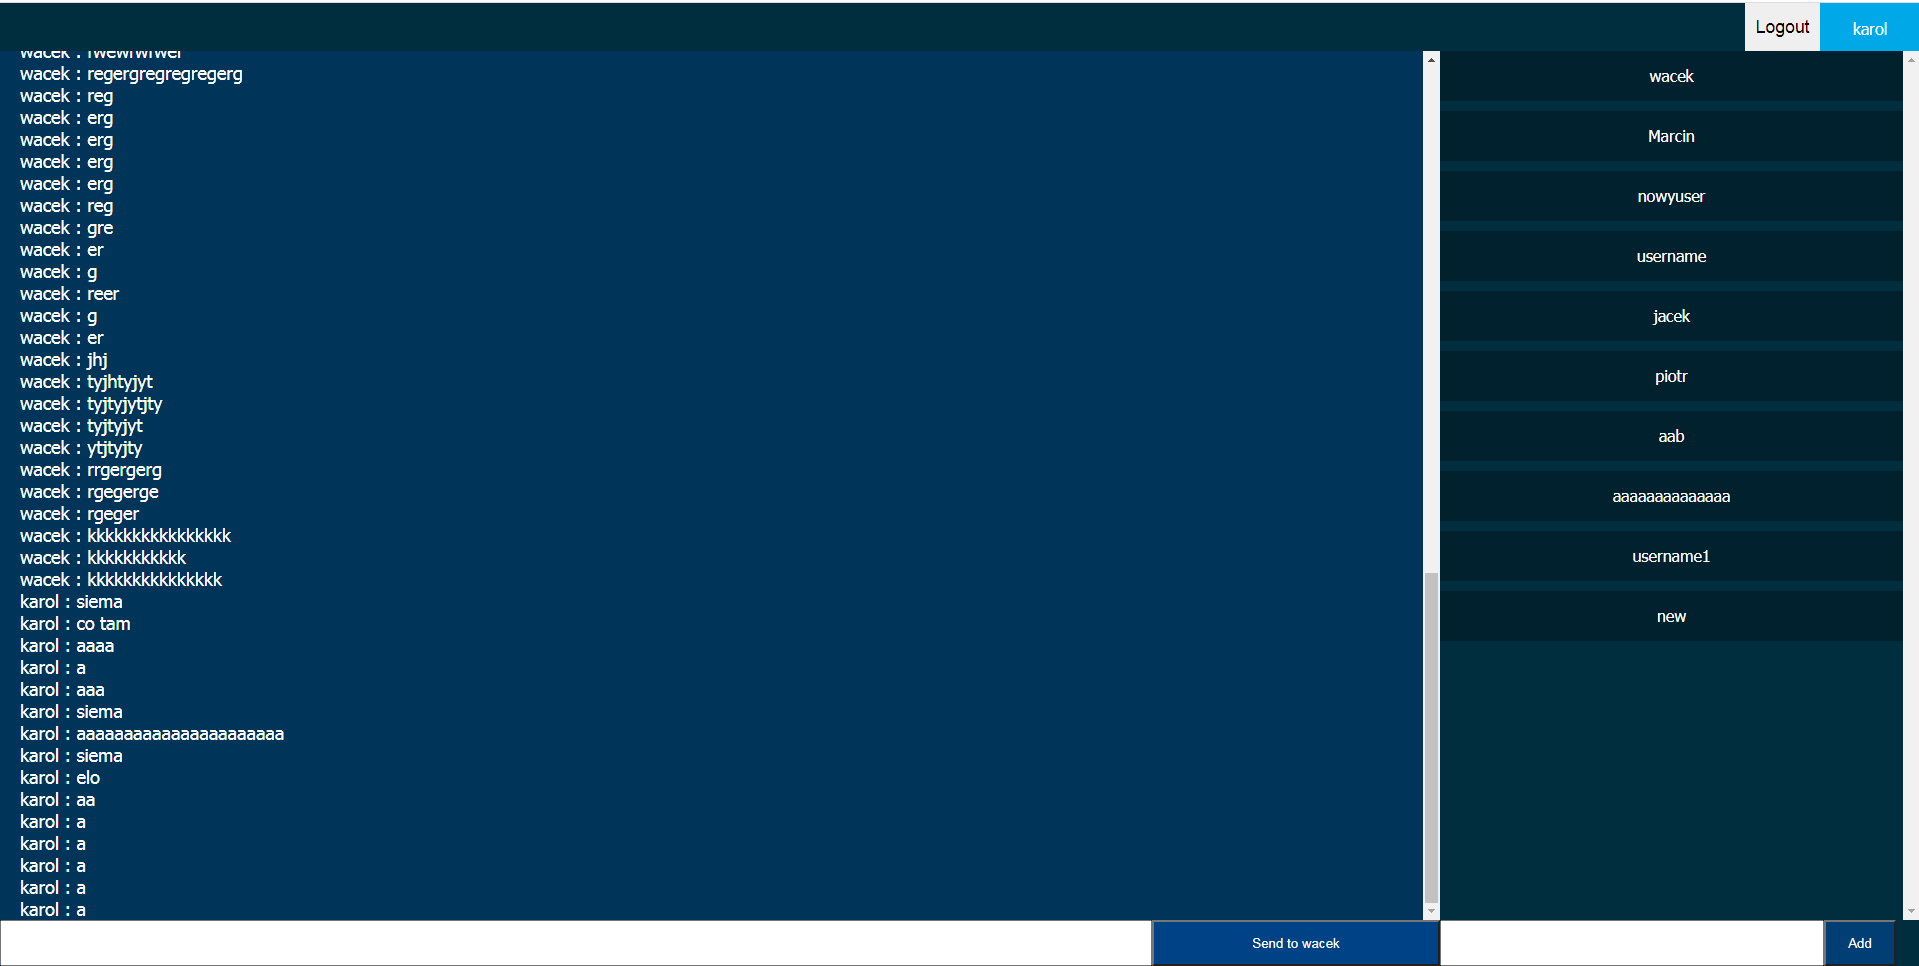 Logout
karol
wacek :
wacek : regergregregregerg
wacek : reg
wacek : erg
wacek : erg
wacek : erg
wacek : erg
wacek : reg
wacek : gre
wacek : er
wacek : g
wacek : reer
wacek : g
wacek : er
wacek : jhj
wacek : tyjhtyjyt
wacek : tyjtyjytjty
wacek : tyjtyjyt
wacek : ytjtyjty
wacek : rrgergerg
wacek : rgegerge
wacek : rgeger
wacek : kkkkkkkkkkkkkkkk
wacek : kkkkkkkkkkk
wacek : kkkkkkkkkkkkkkk
karol : siema
karol : co tam
karol : aaaa
karol : a
karol : aaa
karol : siema
karol : aaaaaaaaaaaaaaaaaaaaaa
karol : siema
karol : elo
karol : aa
karol : a
karol : a
karol : a
karol : a
karol : a
Send to wacek
wacek
Marcin
nowyuser
username
jacek
piotr
aab
aaaaaaaaaaaaaa
username1
new
Add